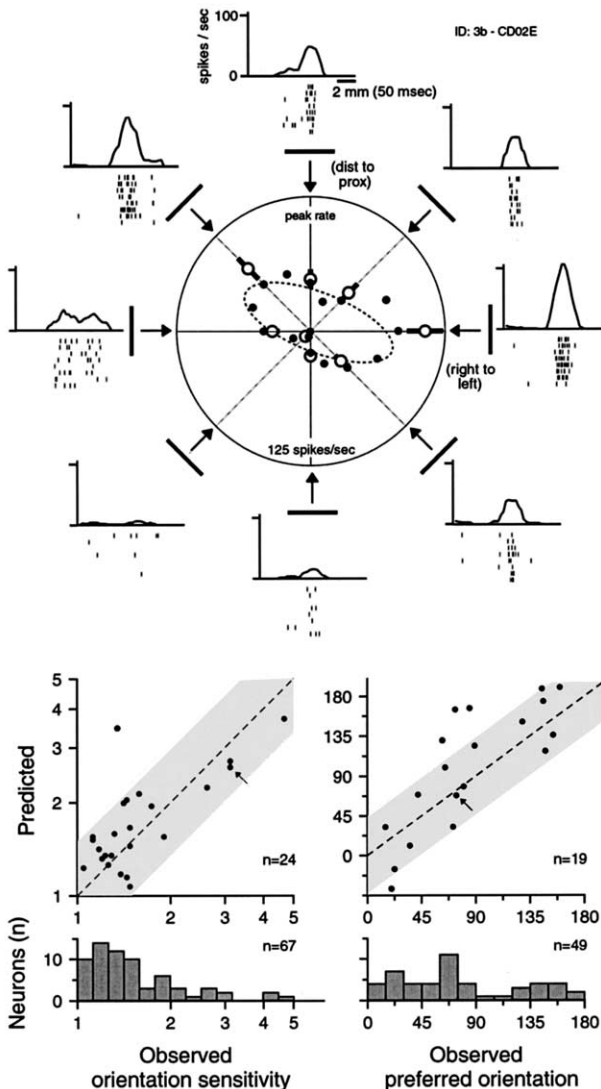 ID: 3b - CD02E
spikes / sec
100
0
2 mm (50 msec)
(dist to
prox)
peak rate
(right to
left)
125 spikes/sec
Predicted
5
4
3
2
1
n=24
1 2 3 4 5
180
135
90
45
0
n=19
0 45 90 135 180
Neurons (n)
10
0
n=67
1 2 3 4 5
Observed
orientation sensitivity
n=49
0 45 90 135 180
Observed
preferred orientation